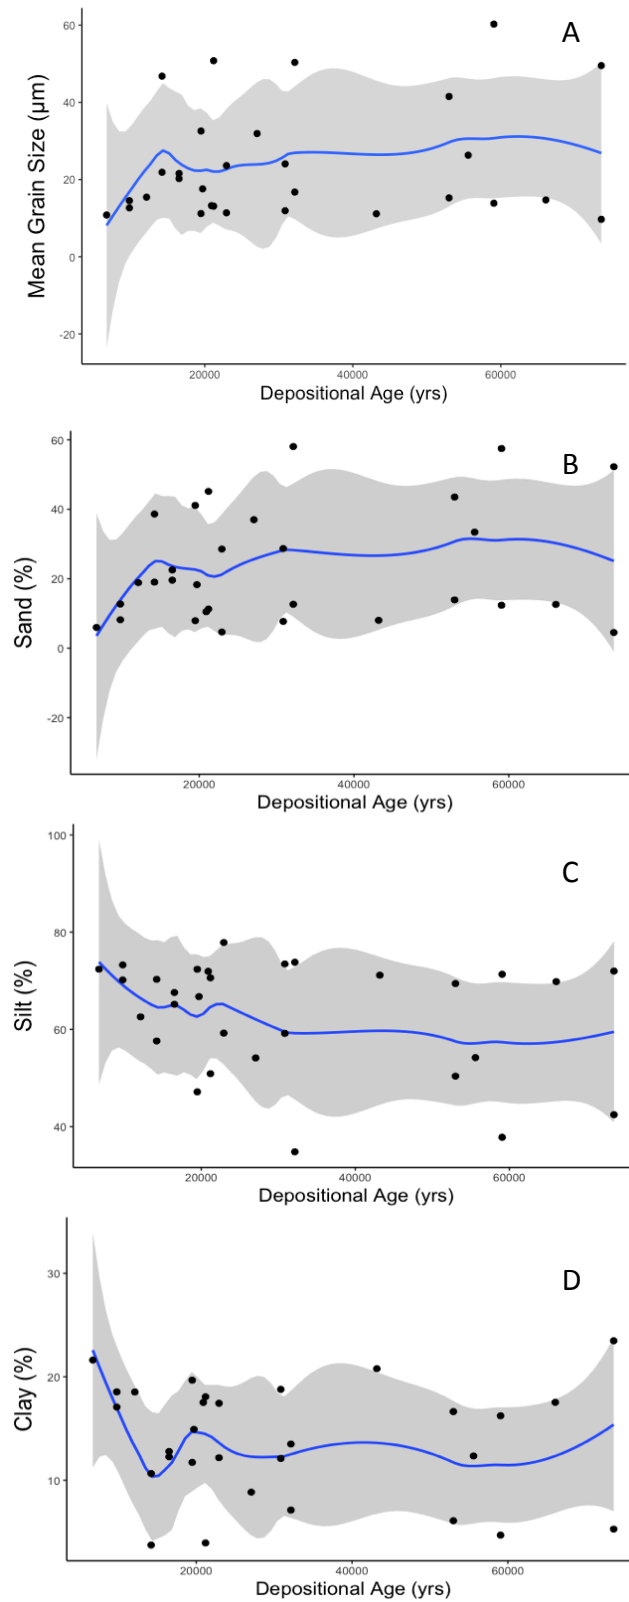 A
60
40
20
0
-20
Mean Grain Size (μm)
20000 40000 60000
Depositional Age (yrs)
B
60
40
20
0
-20
Sand (%)
20000 40000 60000
Depositional Age (yrs)
C
100
80
60
40
Silt (%)
20000 40000 60000
Depositional Age (yrs)
D
30
20
10
Clay (%)
20000 40000 60000
Depositional Age (yrs)